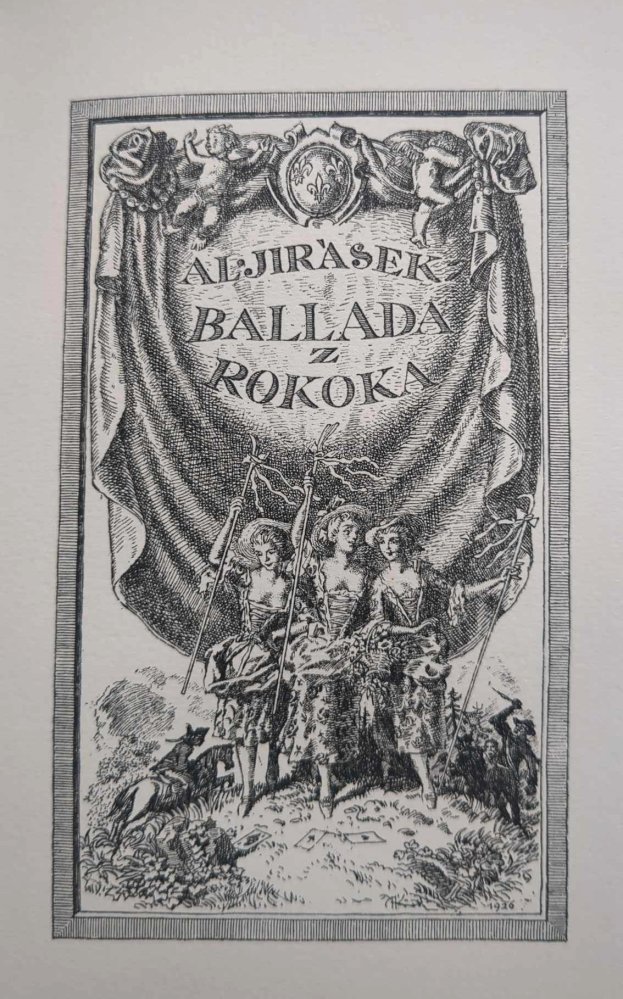 AL·JIRÁSEK
BALLADA
Z
ROKOKA
1926